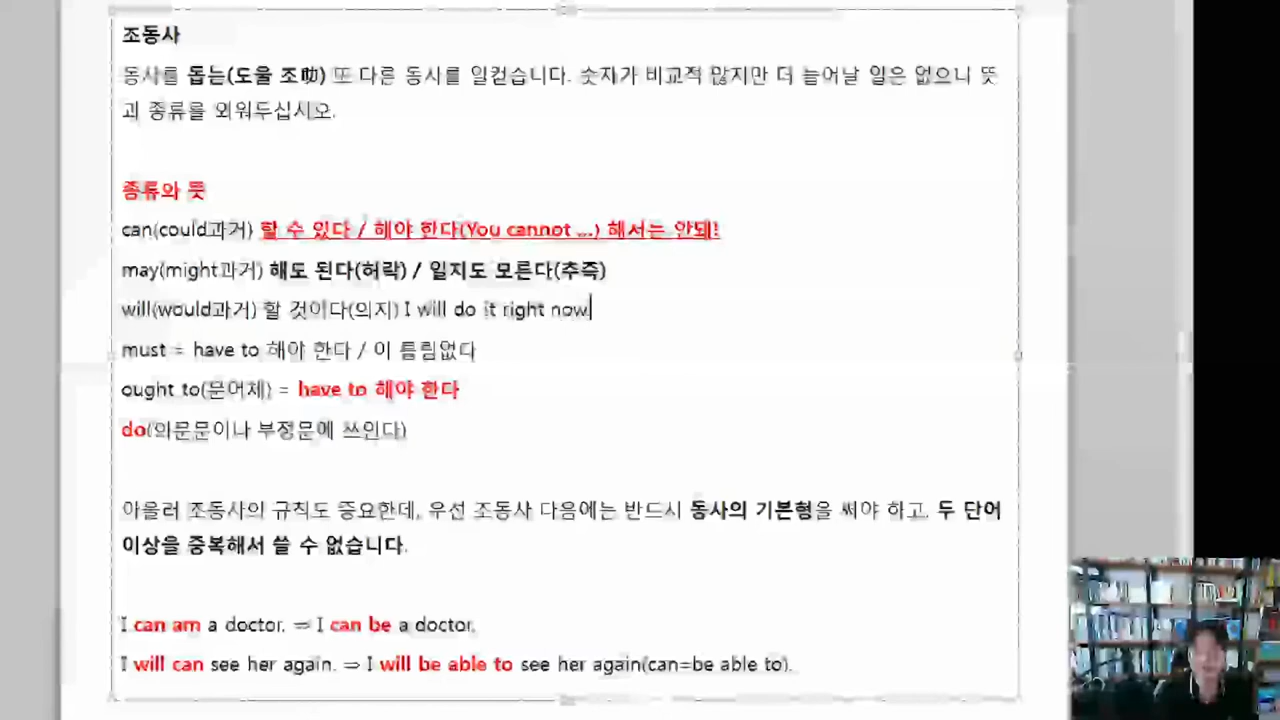 조동사
동사를 돕는(도울 조助) 또 다른 동사를 일컫습니다. 숫자가 비교적 많지만 더 늘어날 일은 없으니 뜻
과 종류를 외워두십시오.
종류와 뜻
can(could과거) 할 수 있다 / 해야 한다(You cannot ...) 해서는 안돼!
may(might과거) 해도 된다(허락) / 일지도 모른다(추측)
will(would과거) 할 것이다(의지) I will do it right now
must = have to 해야 한다 / 이 틀림없다
ought to(문어체) = have to 해야 한다
do(의문문이나 부정문에 쓰인다)
아울러 조동사의 규칙도 중요한데, 우선 조동사 다음에는 반드시 동사의 기본형을 써야 하고, 두 단어
이상을 중복해서 쓸 수 없습니다.
I can am a doctor. ⇒ I can be a doctor.
I will can see her again. ⇒ I will be able to see her again(can=be able to).